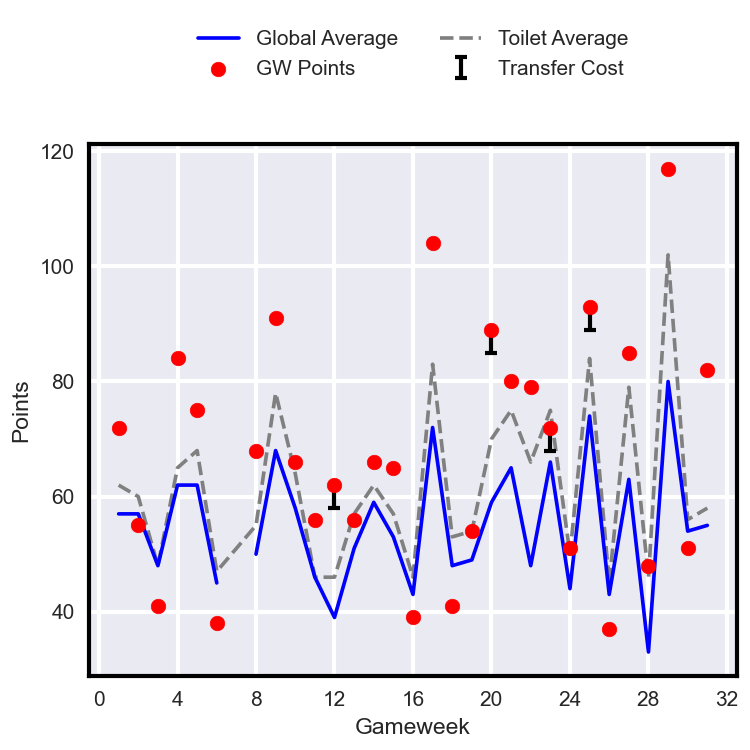 Global Average
Toilet Average
GW Points
Transfer Cost
120
100
80
60
40
Points
0 4 8 12 16 20 24 28 32
Gameweek